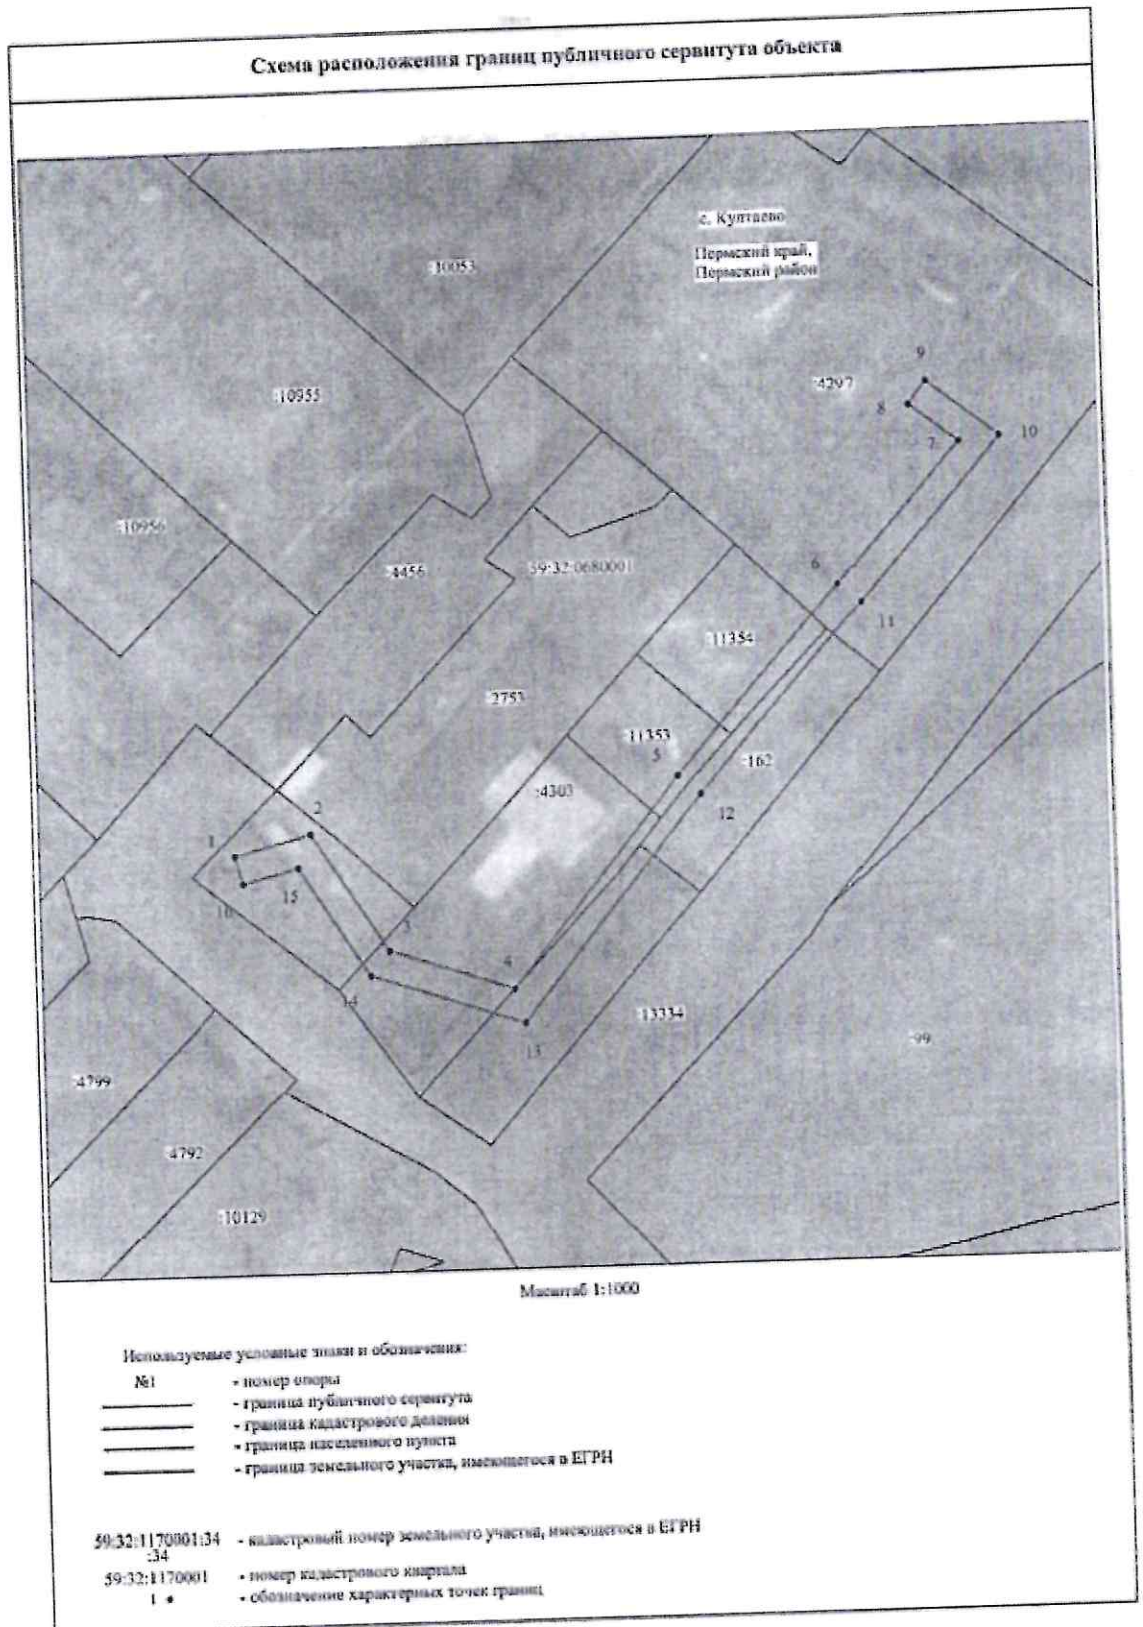 Схема расположения границ публичного сервитута объекта
с. Култаево
Пермский край,
Пермский район
:10053
:4297
9
8
7
10
:10955
:10956
:4456
59:32:0680001
6
11
:11354
:2753
:11353
5
:162
:4303
12
2
1
15
16
3
4
14
13
:13334
:99
:4799
:4792
:10129
Масштаб 1:1000
Используемые условные знаки и обозначения:
№1 - номер опоры
- граница публичного сервитута
- граница кадастрового деления
- граница населенного пункта
- граница земельного участка, имеющегося в ЕГРН
59:32:1170001:34 - кадастровый номер земельного участка, имеющегося в ЕГРН
:34
59:32:1170001 - номер кадастрового квартала
1 • - обозначение характерных точек границ